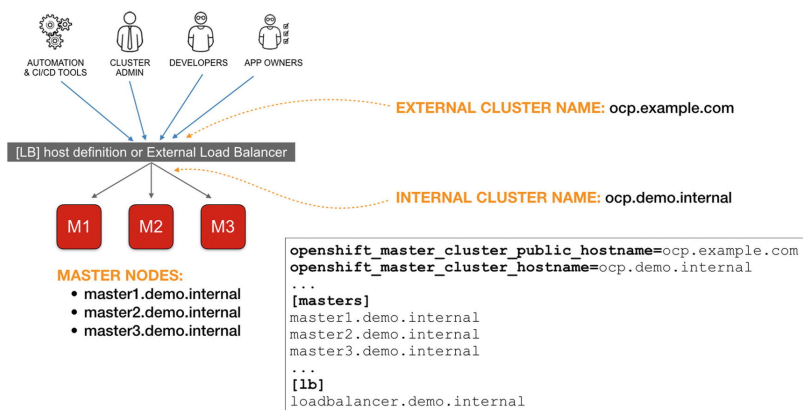 AUTOMATION
& CI/CD TOOLS
CLUSTER
ADMIN
DEVELOPERS
APP OWNERS
EXTERNAL CLUSTER NAME: ocp.example.com
[LB] host definition or External Load Balancer
INTERNAL CLUSTER NAME: ocp.demo.internal
M1
M2
M3
MASTER NODES:
• master1.demo.internal
• master2.demo.internal
• master3.demo.internal
openshift_master_cluster_public_hostname=ocp.example.com
openshift_master_cluster_hostname=ocp.demo.internal
...
[masters]
master1.demo.internal
master2.demo.internal
master3.demo.internal
...
[lb]
loadbalancer.demo.internal